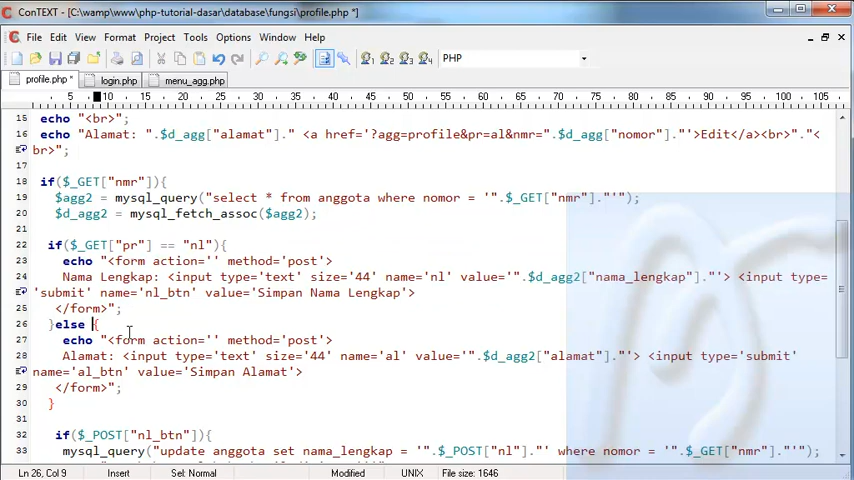 ConTEXT - [C:\wamp\www\php-tutorial-dasar\database\fungsi\profile.php *]
File Edit View Format Project Tools Options Window Help
PHP
profile.php * login.php menu_agg.php
5 10 15 20 25 30 35 40 45 50 55 60 65 70 75 80 85 90 95 100 105
15 echo "<br>";
16 echo "Alamat: ".$d_agg["alamat"]." <a href='?agg=profile&pr=al&nmr=".$d_agg["nomor"]."'>Edit</a><br>"."<
br>";
17
18 if($_GET["nmr"]){
19 $agg2 = mysql_query("select * from anggota where nomor = '".$_GET["nmr"]."'");
20 $d_agg2 = mysql_fetch_assoc($agg2);
21
22 if($_GET["pr"] == "nl"){
23 echo "<form action='' method='post'>
24 Nama Lengkap: <input type='text' size='44' name='nl' value='".$d_agg2["nama_lengkap"]."'> <input type=
'submit' name='nl_btn' value='Simpan Nama Lengkap'>
25 </form>";
26 }else {
27 echo "<form action='' method='post'>
28 Alamat: <input type='text' size='44' name='al' value='".$d_agg2["alamat"]."'> <input type='submit'
name='al_btn' value='Simpan Alamat'>
29 </form>";
30 }
31
32 if($_POST["nl_btn"]){
33 mysql_query("update anggota set nama_lengkap = '".$_POST["nl"]."' where nomor = '".$_GET["nmr"]."'");
Ln 26, Col 9 Insert Sel: Normal Modified UNIX File size: 1646